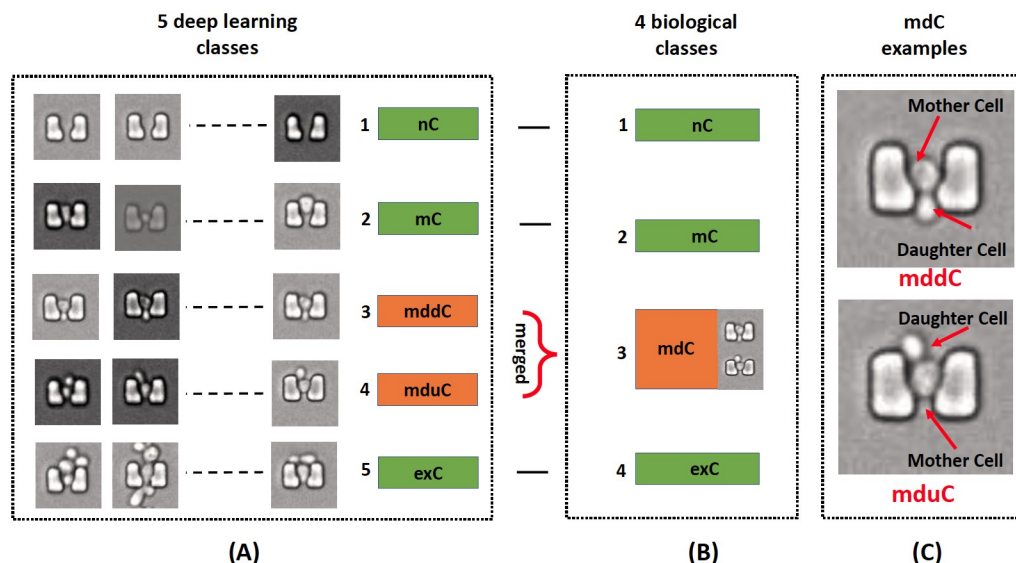 5 deep learning
classes
4 biological
classes
mdC
examples
1 nC
2 mC
3 mddC
4 mduC
5 exC
merged
1 nC
2 mC
3 mdC
4 exC
Mother Cell
Daughter Cell
mddC
Daughter Cell
Mother Cell
mduC
(A)
(B)
(C)